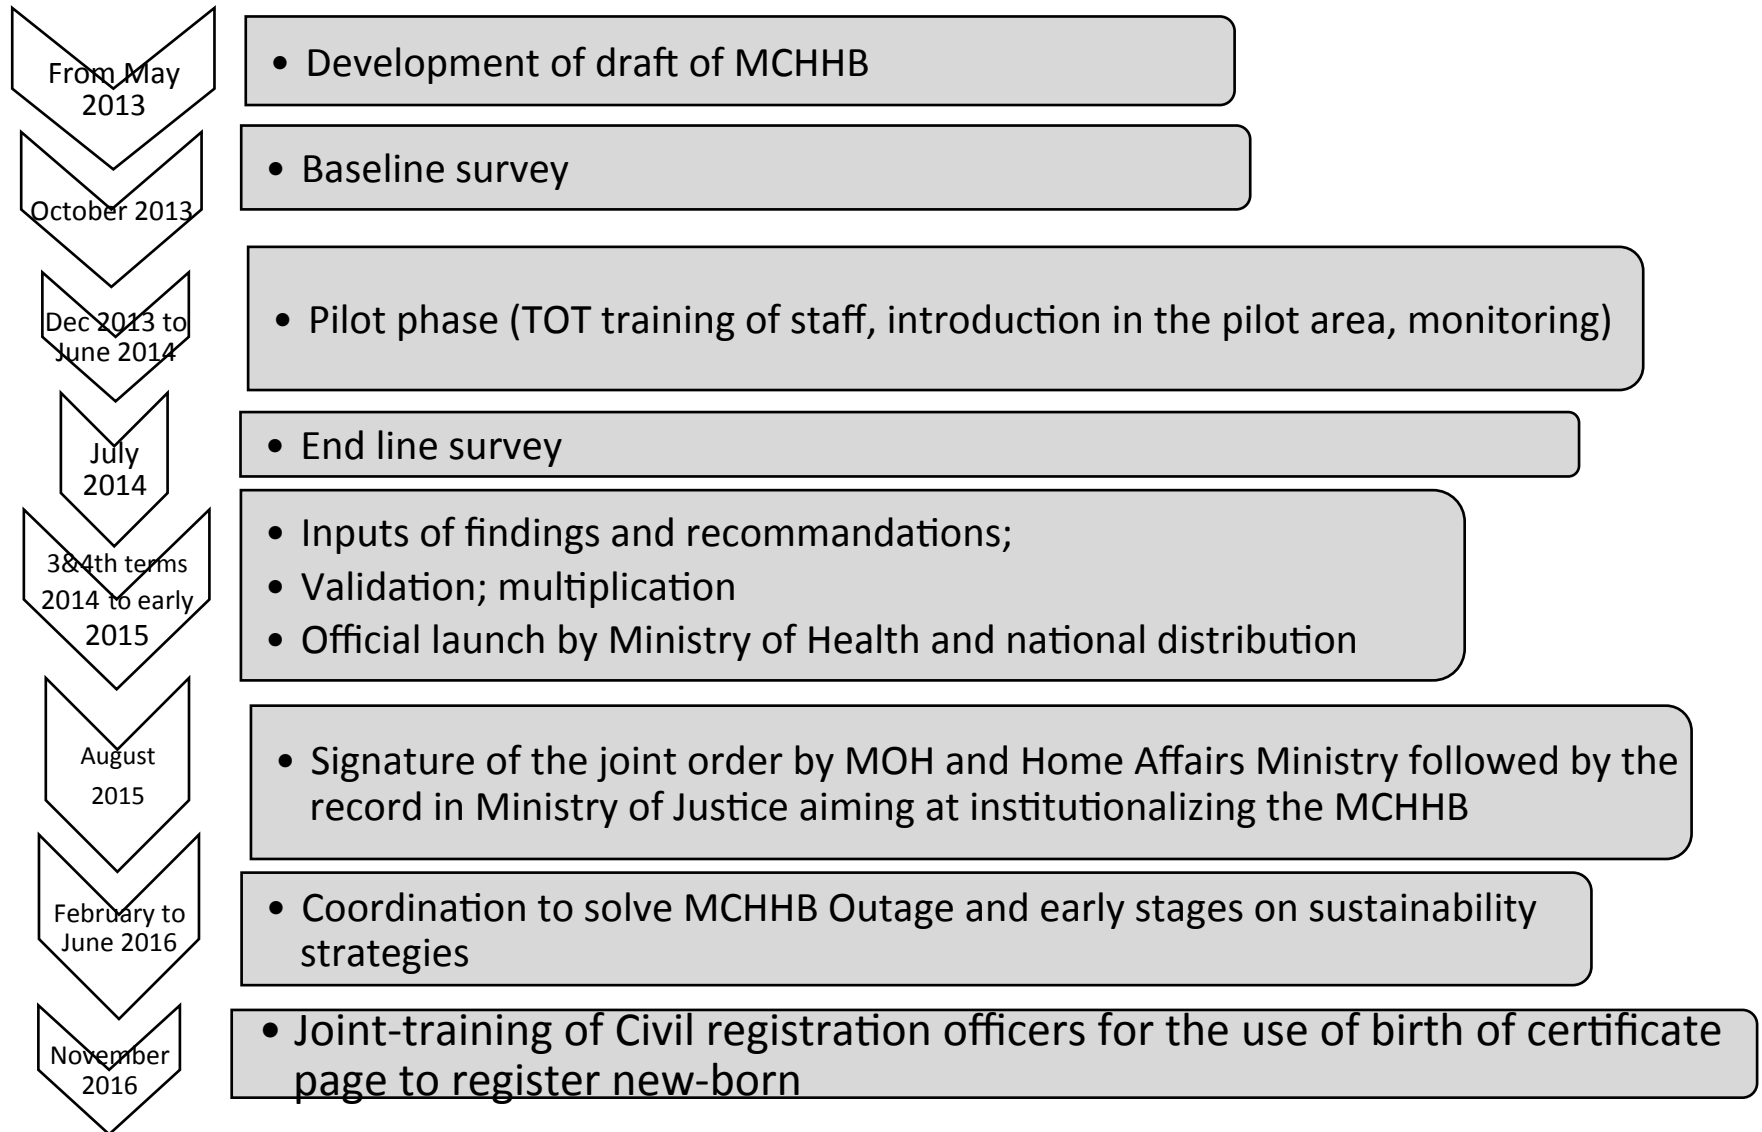 From May
2013
• Development of draft of MCHHB
October 2013
• Baseline survey
Dec 2013 to
June 2014
• Pilot phase (TOT training of staff, introduction in the pilot area, monitoring)
July
2014
• End line survey
3&4th terms
2014 to early
2015
• Inputs of findings and recommandations;
• Validation; multiplication
• Official launch by Ministry of Health and national distribution
August
2015
• Signature of the joint order by MOH and Home Affairs Ministry followed by the
record in Ministry of Justice aiming at institutionalizing the MCHHB
February to
June 2016
• Coordination to solve MCHHB Outage and early stages on sustainability
strategies
November
2016
• Joint-training of Civil registration officers for the use of birth of certificate
page to register new-born